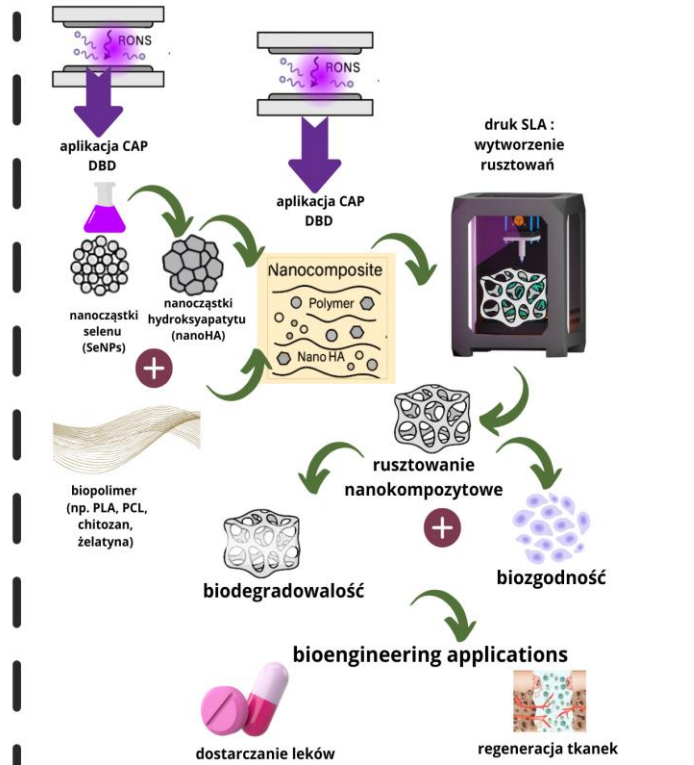 RONS
RONS
aplikacja CAP
DBD
aplikacja CAP
DBD
druk SLA :
wytworzenie
rusztowań
nanocząstki
selenu
(SeNPs)
nanocząstki
hydroksyapatytu
(nanoHA)
Nanocomposite
Polymer
Nano HA
biopolimer
(np. PLA, PCL,
chitozan,
żelatyna)
rusztowanie
nanokompozytowe
biodegradowalość
biozgodność
bioengineering applications
dostarczanie leków
regeneracja tkanek